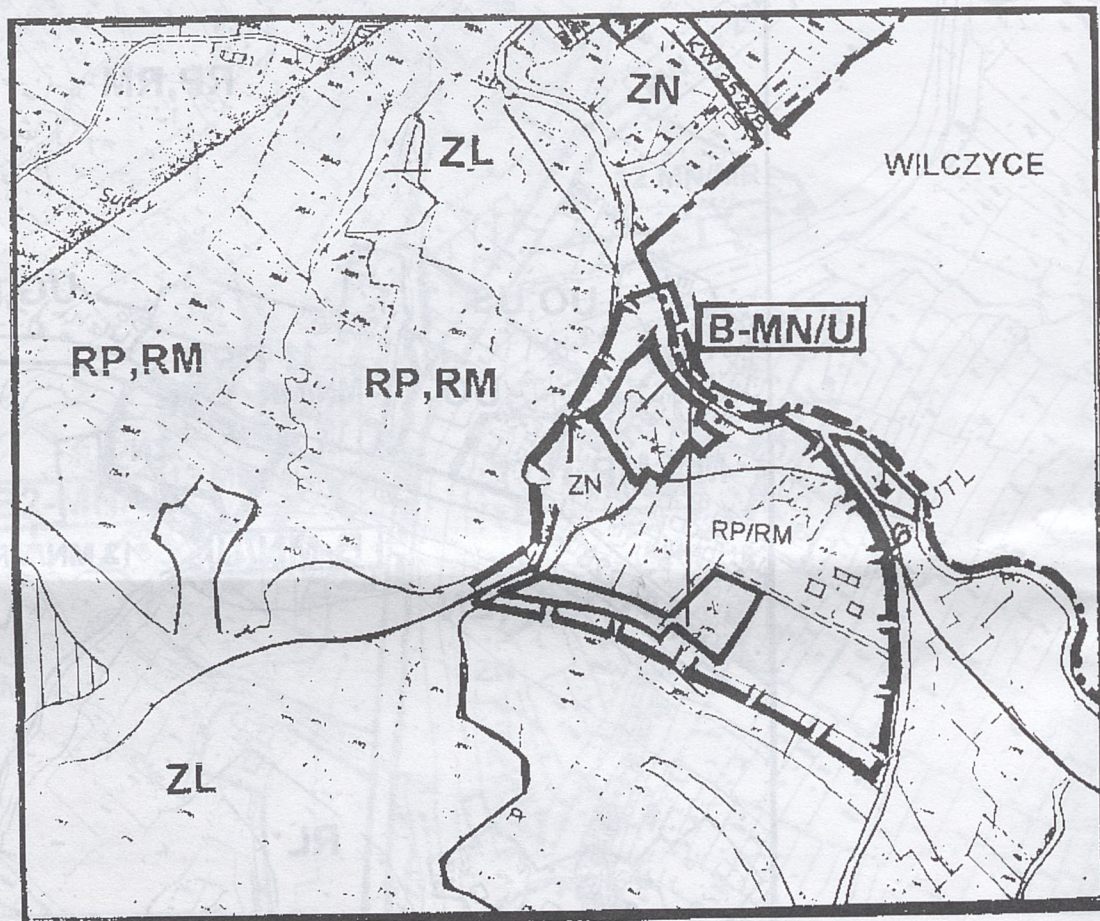 ZN
ZL
WILCZYCE
B-MN/U
RP,RM
RP,RM
ZN
RP/RM
UTL
ZL